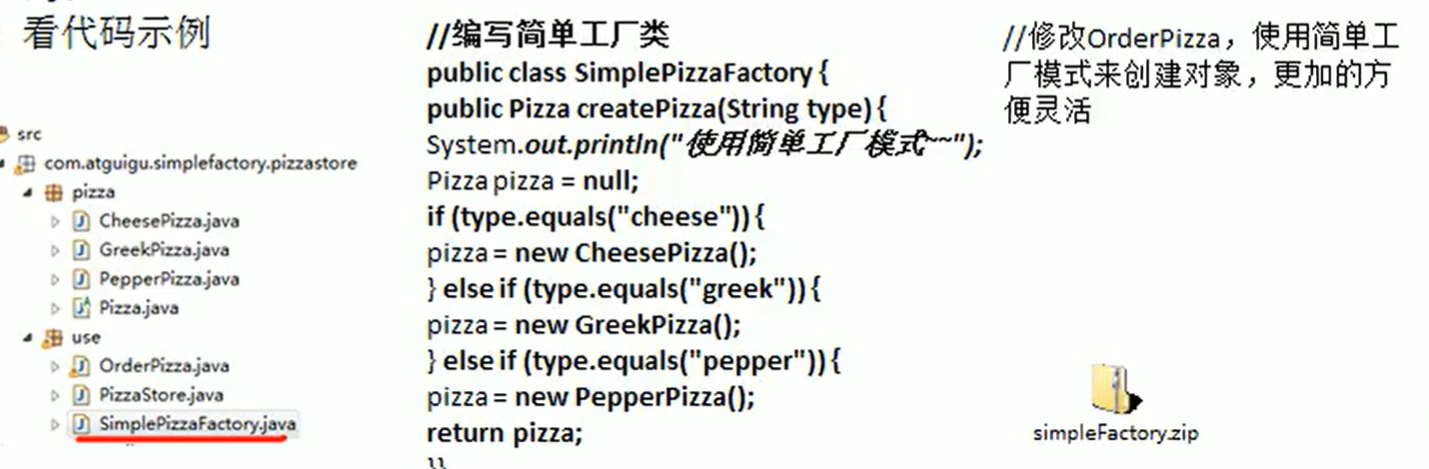 看代码示例
src
com.atguigu.simplefactory.pizzastore
pizza
CheesePizza.java
GreekPizza.java
PepperPizza.java
Pizza.java
use
OrderPizza.java
PizzaStore.java
SimplePizzaFactory.java
//编写简单工厂类
public class SimplePizzaFactory {
public Pizza createPizza(String type) {
System.out.println("使用简单工厂模式~~");
Pizza pizza = null;
if (type.equals("cheese")) {
pizza = new CheesePizza();
} else if (type.equals("greek")) {
pizza = new GreekPizza();
} else if (type.equals("pepper")) {
pizza = new PepperPizza();
return pizza;
}}
//修改OrderPizza，使用简单工
厂模式来创建对象，更加的方
便灵活
simpleFactory.zip